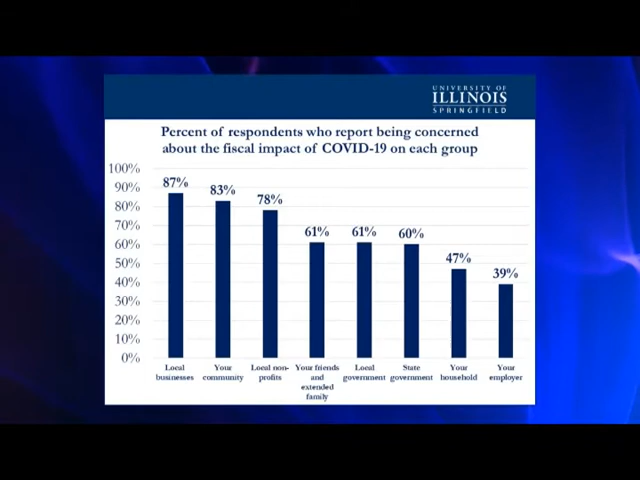 UNIVERSITY OF
ILLINOIS
SPRINGFIELD
Percent of respondents who report being concerned
about the fiscal impact of COVID-19 on each group
100%
90%
80%
70%
60%
50%
40%
30%
20%
10%
0%
87%
83%
78%
61%
61%
60%
47%
39%
Local
businesses
Your
community
Local non-
profits
Your friends
and
extended
family
Local
government
State
government
Your
household
Your
employer